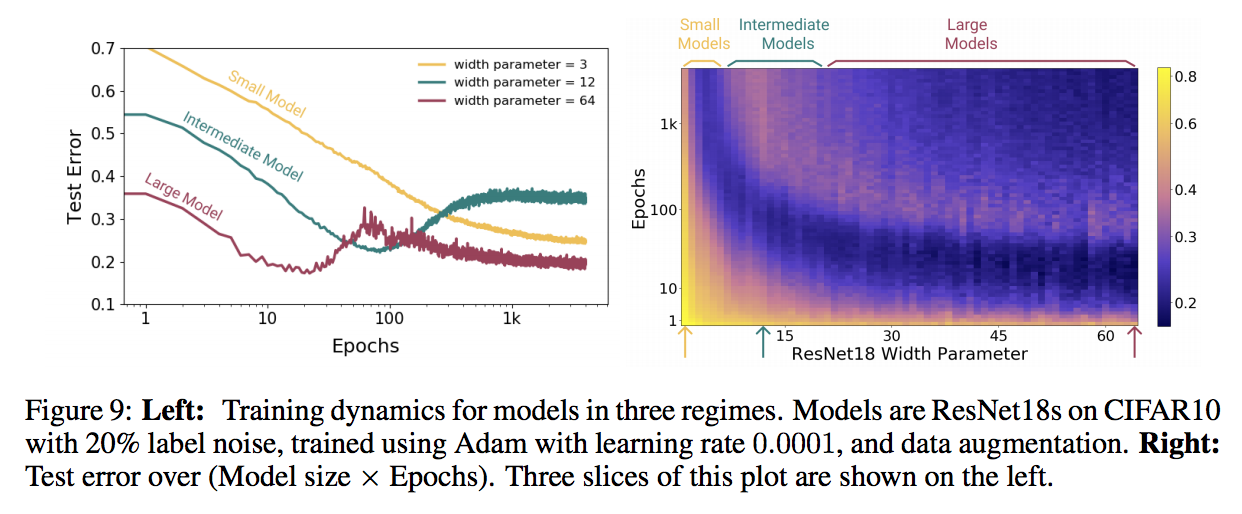 0.7
0.6
0.5
0.4
0.3
0.2
0.1
Test Error
1
10
100
1k
Epochs
Small Model
Intermediate Model
Large Model
width parameter = 3
width parameter = 12
width parameter = 64
Small
Models
Intermediate
Models
Large
Models
1k
100
10
1
Epochs
15
30
45
60
ResNet18 Width Parameter
0.8
0.6
0.4
0.3
0.2
Figure 9: Left: Training dynamics for models in three regimes. Models are ResNet18s on CIFAR10
with 20% label noise, trained using Adam with learning rate 0.0001, and data augmentation. Right:
Test error over (Model size × Epochs). Three slices of this plot are shown on the left.